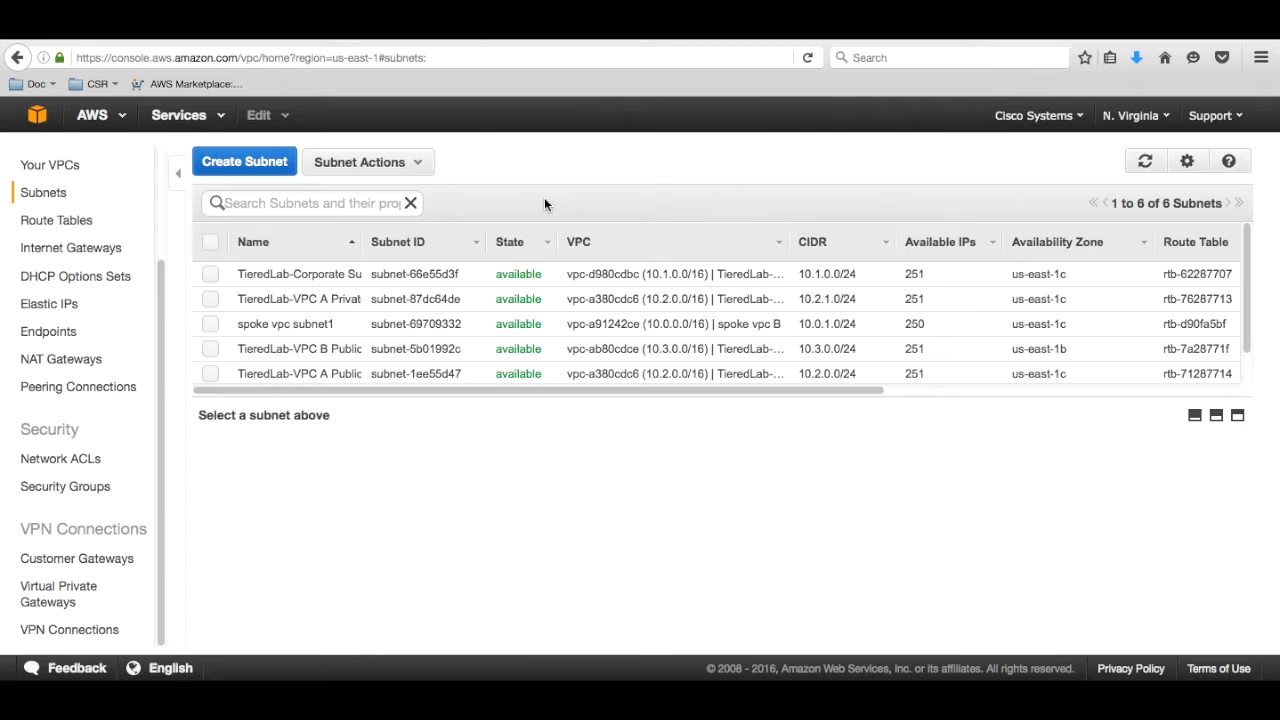 https://console.aws.amazon.com/vpc/home?region=us-east-1#subnets:
Search
Doc
CSR
AWS Marketplace:...
AWS Services Edit Cisco Systems N. Virginia Support
Your VPCs
Subnets
Route Tables
Internet Gateways
DHCP Options Sets
Elastic IPs
Endpoints
NAT Gateways
Peering Connections
Security
Network ACLs
Security Groups
VPN Connections
Customer Gateways
Virtual Private
Gateways
VPN Connections
Create Subnet Subnet Actions
Search Subnets and their pro 1 to 6 of 6 Subnets
Name Subnet ID State VPC CIDR Available IPs Availability Zone Route Table
TieredLab-Corporate Su subnet-66e55d3f available vpc-d980cdbc (10.1.0.0/16) | TieredLab-... 10.1.0.0/24 251 us-east-1c rtb-62287707
TieredLab-VPC A Privat subnet-87dc64de available vpc-a380cdc6 (10.2.0.0/16) | TieredLab-... 10.2.1.0/24 251 us-east-1c rtb-76287713
spoke vpc subnet1 subnet-69709332 available vpc-a91242ce (10.0.0.0/16) | spoke vpc B 10.0.1.0/24 250 us-east-1c rtb-d90fa5bf
TieredLab-VPC B Public subnet-5b01992c available vpc-ab80cdce (10.3.0.0/16) | TieredLab-... 10.3.0.0/24 251 us-east-1b rtb-7a28771f
TieredLab-VPC A Public subnet-1ee55d47 available vpc-a380cdc6 (10.2.0.0/16) | TieredLab-... 10.2.0.0/24 251 us-east-1c rtb-71287714
Select a subnet above
Feedback English © 2008 - 2016, Amazon Web Services, Inc. or its affiliates. All rights reserved. Privacy Policy Terms of Use